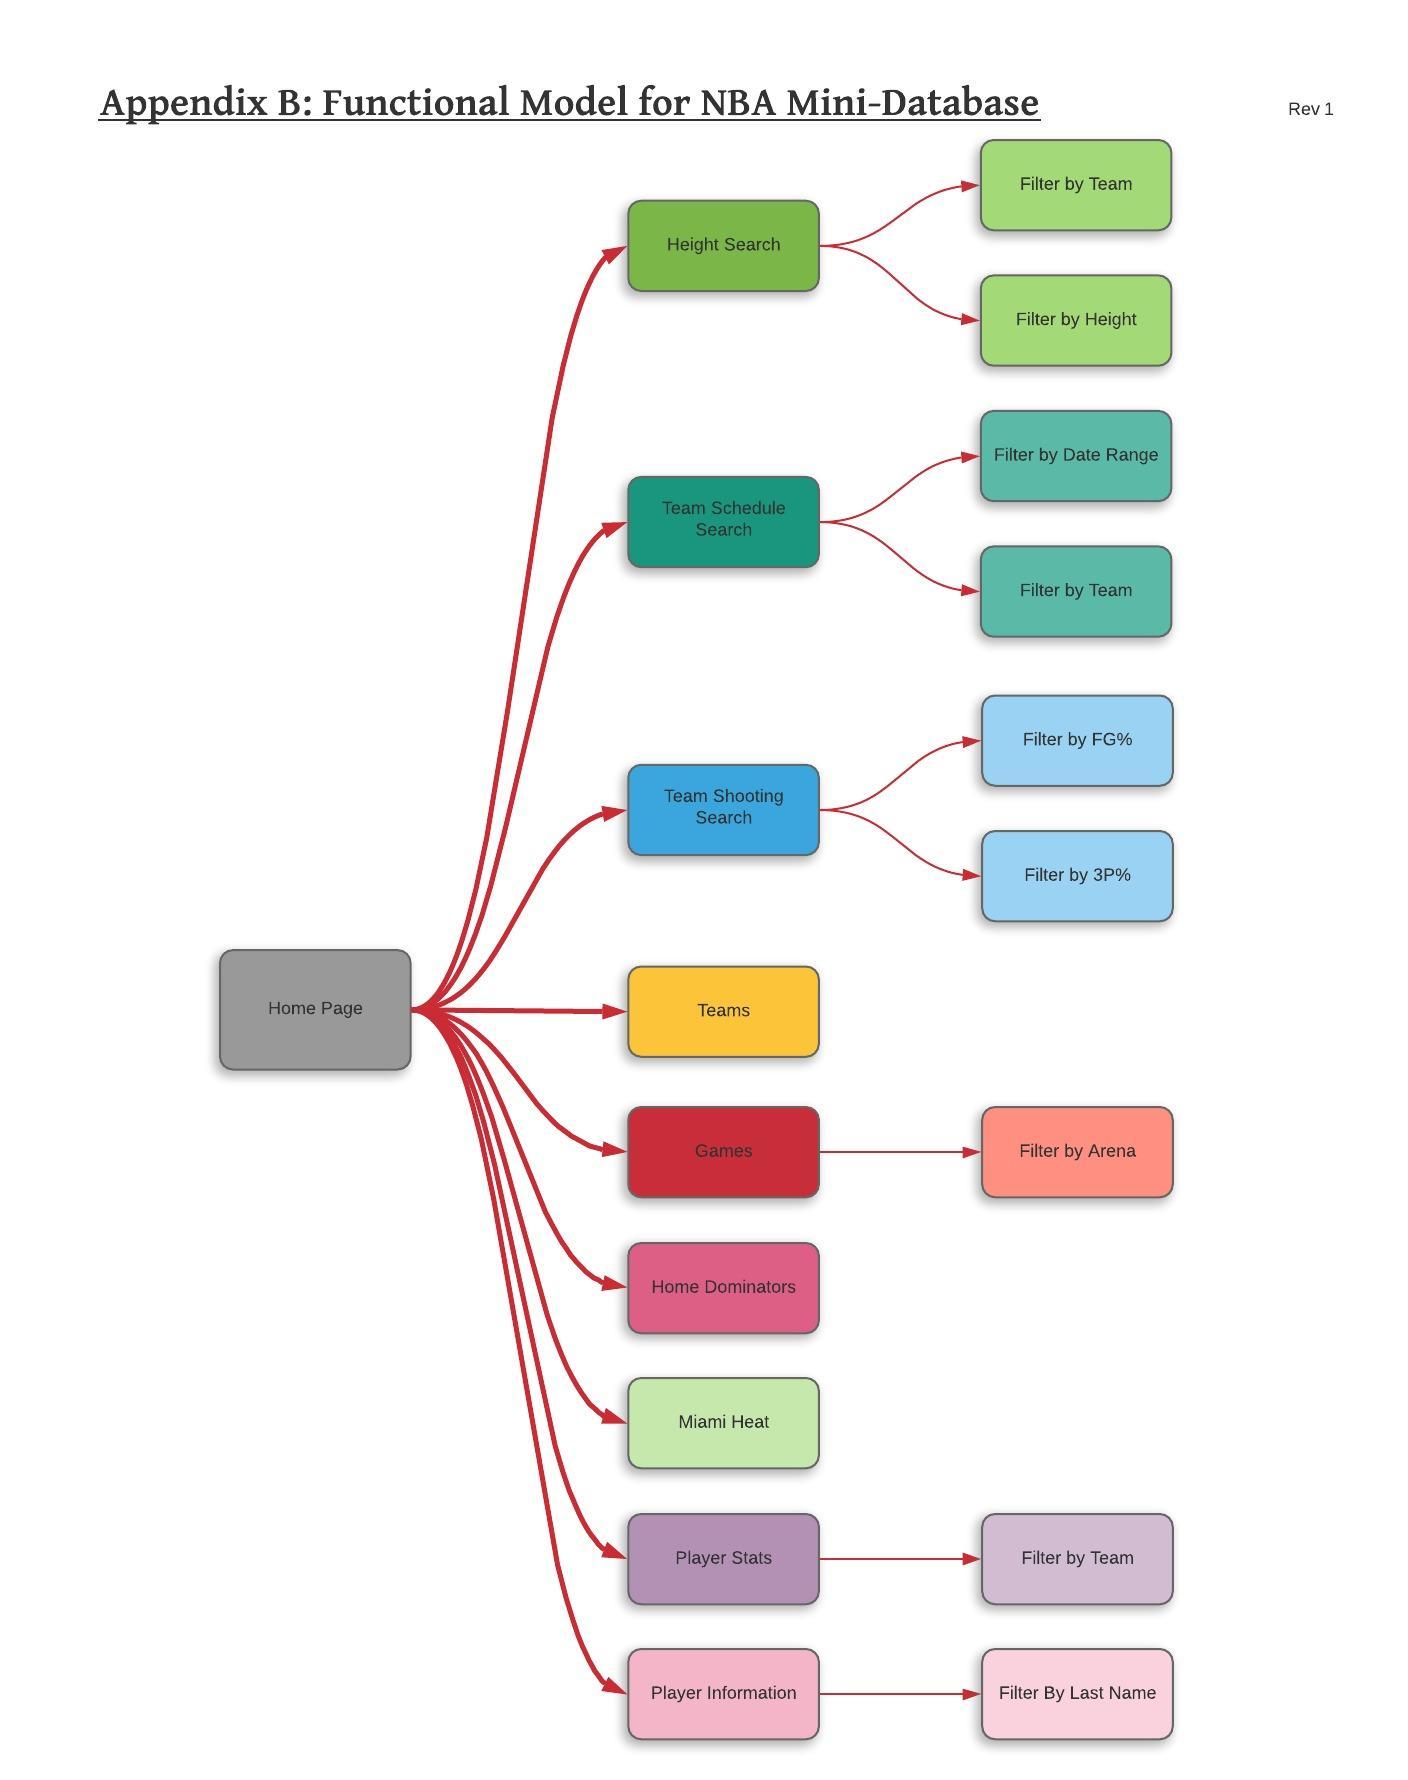 Appendix B: Functional Model for NBA Mini-Database
Rev 1
Filter by Team
Height Search
Filter by Height
Filter by Date Range
Team Schedule
Search
Filter by Team
Filter by FG%
Team Shooting
Search
Filter by 3P%
Home Page
Teams
Games
Filter by Arena
Home Dominators
Miami Heat
Player Stats
Filter by Team
Player Information
Filter By Last Name